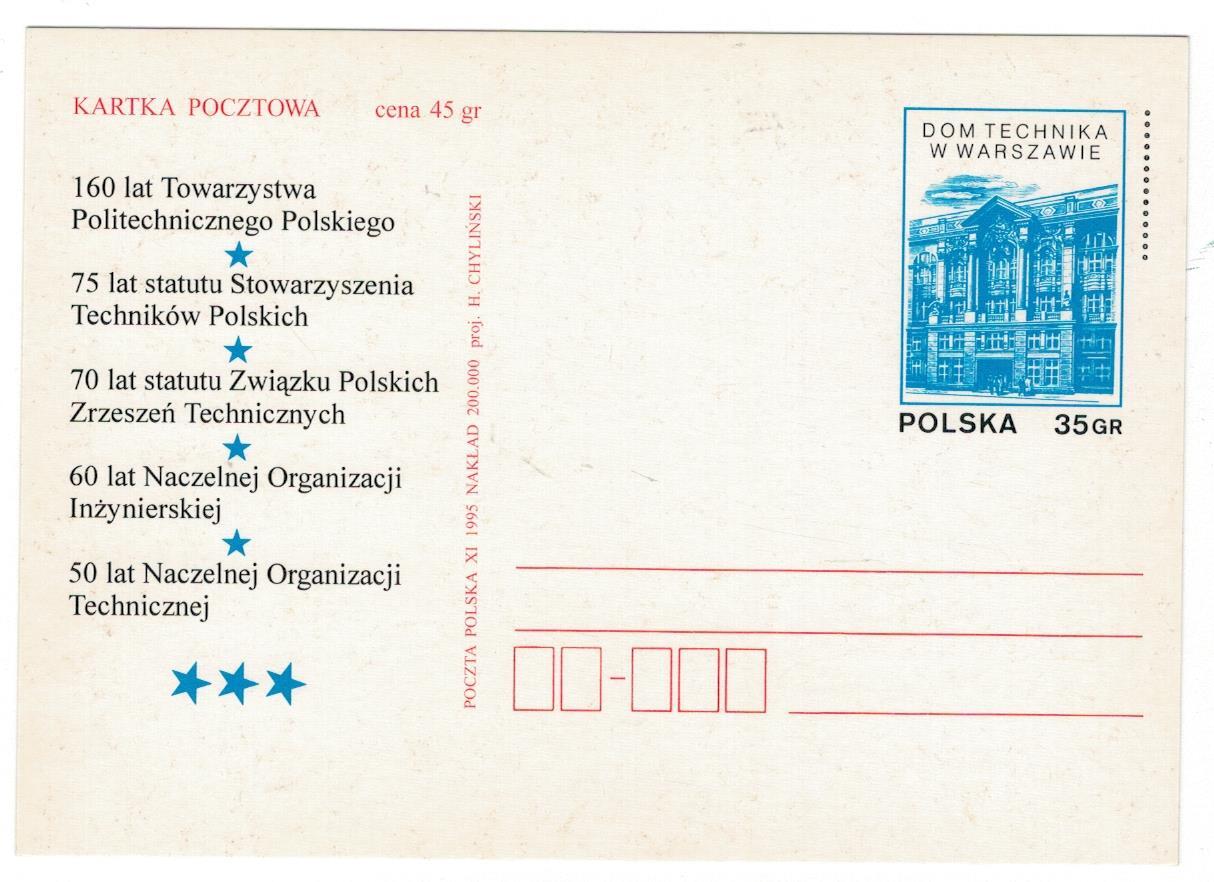 KARTKA POCZTOWA cena 45 gr
160 lat Towarzystwa
Politechnicznego Polskiego
75 lat statutu Stowarzyszenia
Techników Polskich
70 lat statutu Związku Polskich
Zrzeszeń Technicznych
60 lat Naczelnej Organizacji
Inżynierskiej
50 lat Naczelnej Organizacji
Technicznej
POCZTA POLSKA XI 1995 NAKŁAD 200.000 proj. H. CHYLIŃSKI
DOM TECHNIKA
W WARSZAWIE
POLSKA 35 GR